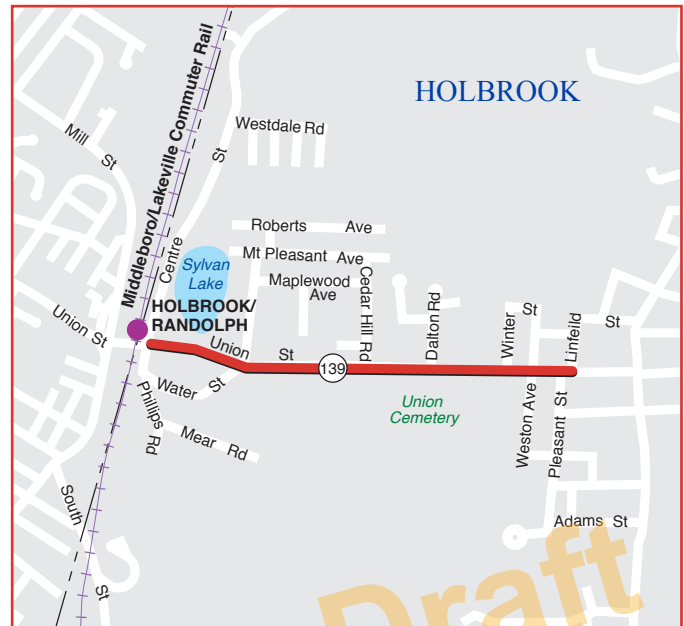 HOLBROOK
Middleboro/Lakeville Commuter Rail
Mill St
Westdale Rd
Centre St
Roberts Ave
Mt Pleasant Ave
Sylvan
Lake
Maplewood
Ave
Cedar Hill Rd
Dalton Rd
HOLBROOK/
RANDOLPH
Union St
Union St
139
Winter St
Linfeild St
Water St
Phillips Rd
Mear Rd
Union
Cemetery
Weston Ave
Pleasant St
South St
Adams St
Draft